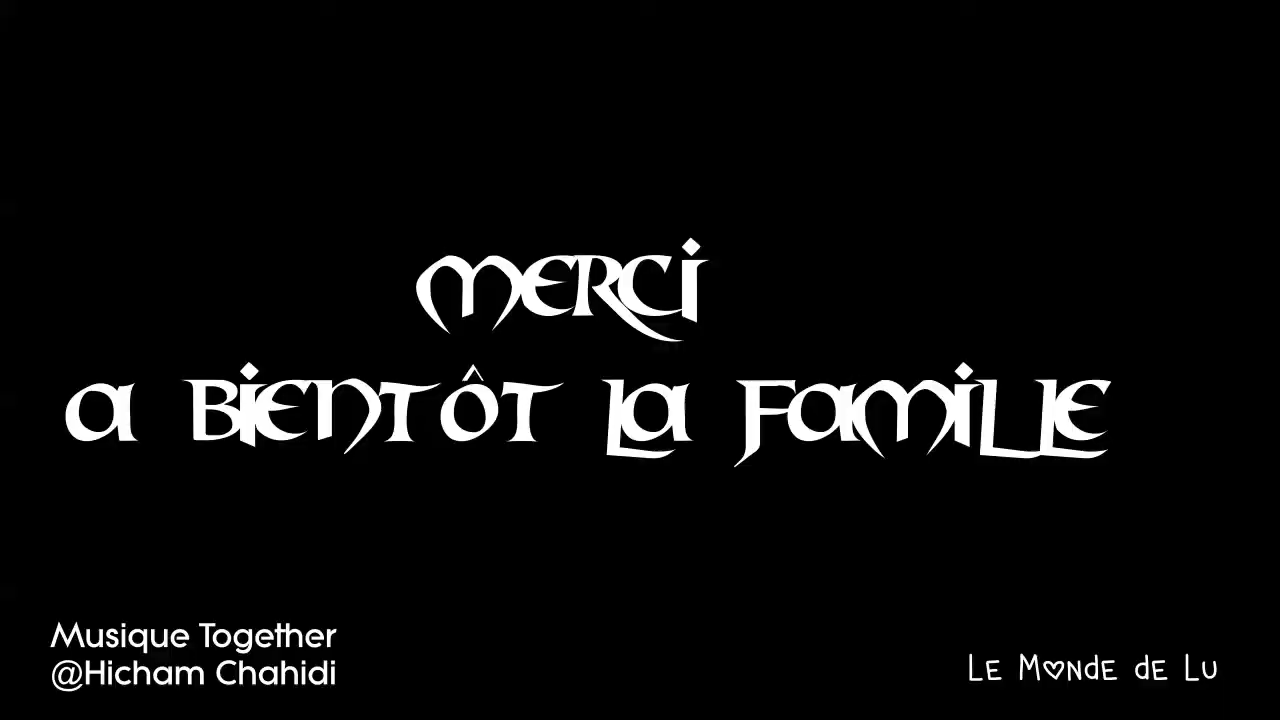 MERCI
A BIENTÔT LA FAMILLE
Musique Together
@Hicham Chahidi
Le Monde de Lu